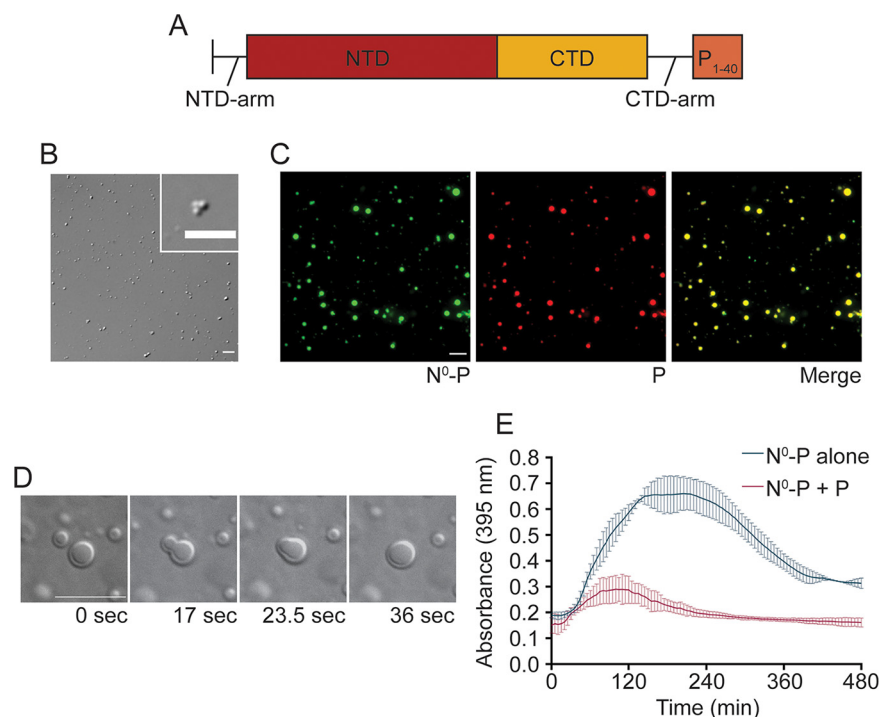 A
NTD
CTD
P1-40
NTD-arm
CTD-arm
B
C
N⁰-P
P
Merge
D
0 sec
17 sec
23.5 sec
36 sec
E
N⁰-P alone
N⁰-P + P
Absorbance (395 nm)
0.8
0.7
0.6
0.5
0.4
0.3
0.2
0.1
0.0
0
120
240
360
480
Time (min)